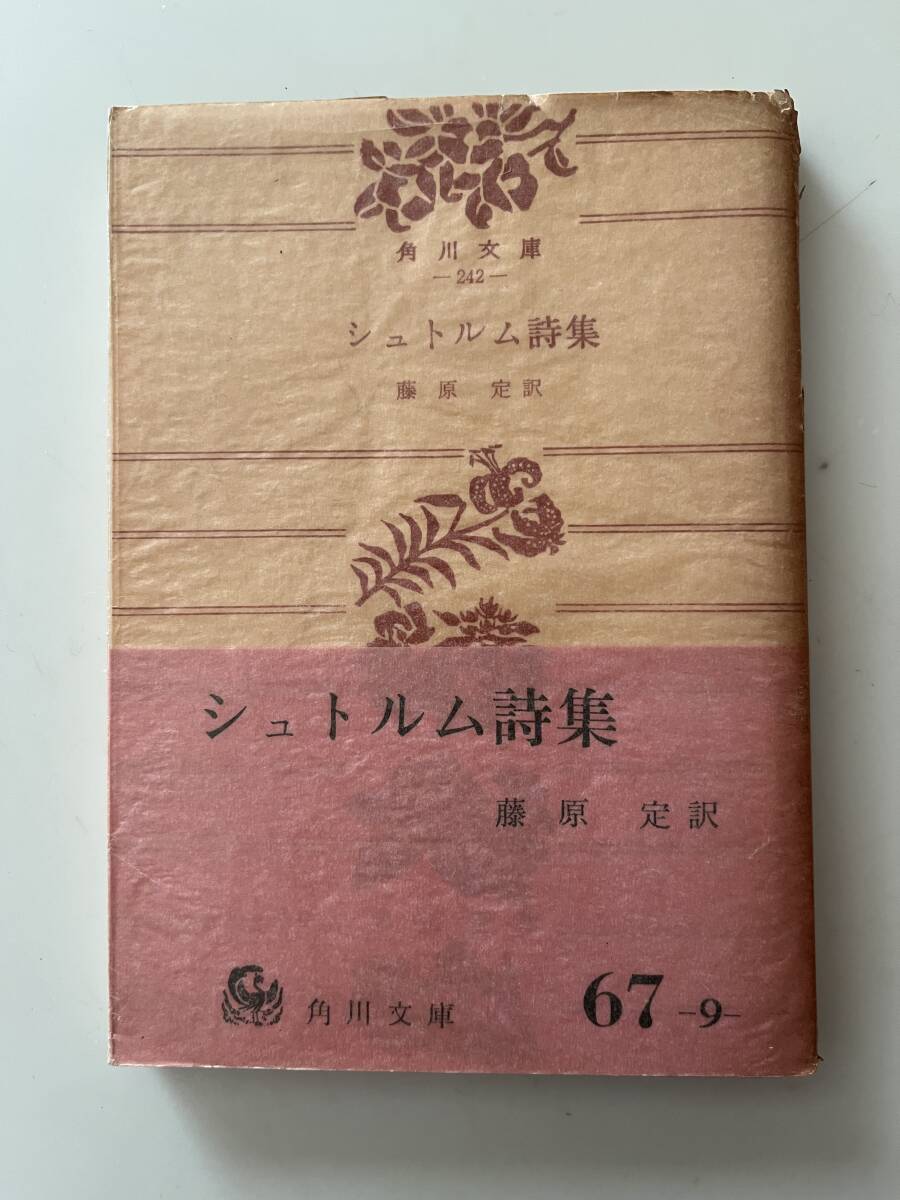 角川文庫
—242—
シュトルム詩集
藤原 定訳
シュトルム詩集
藤原 定訳
角川文庫
67 -9-